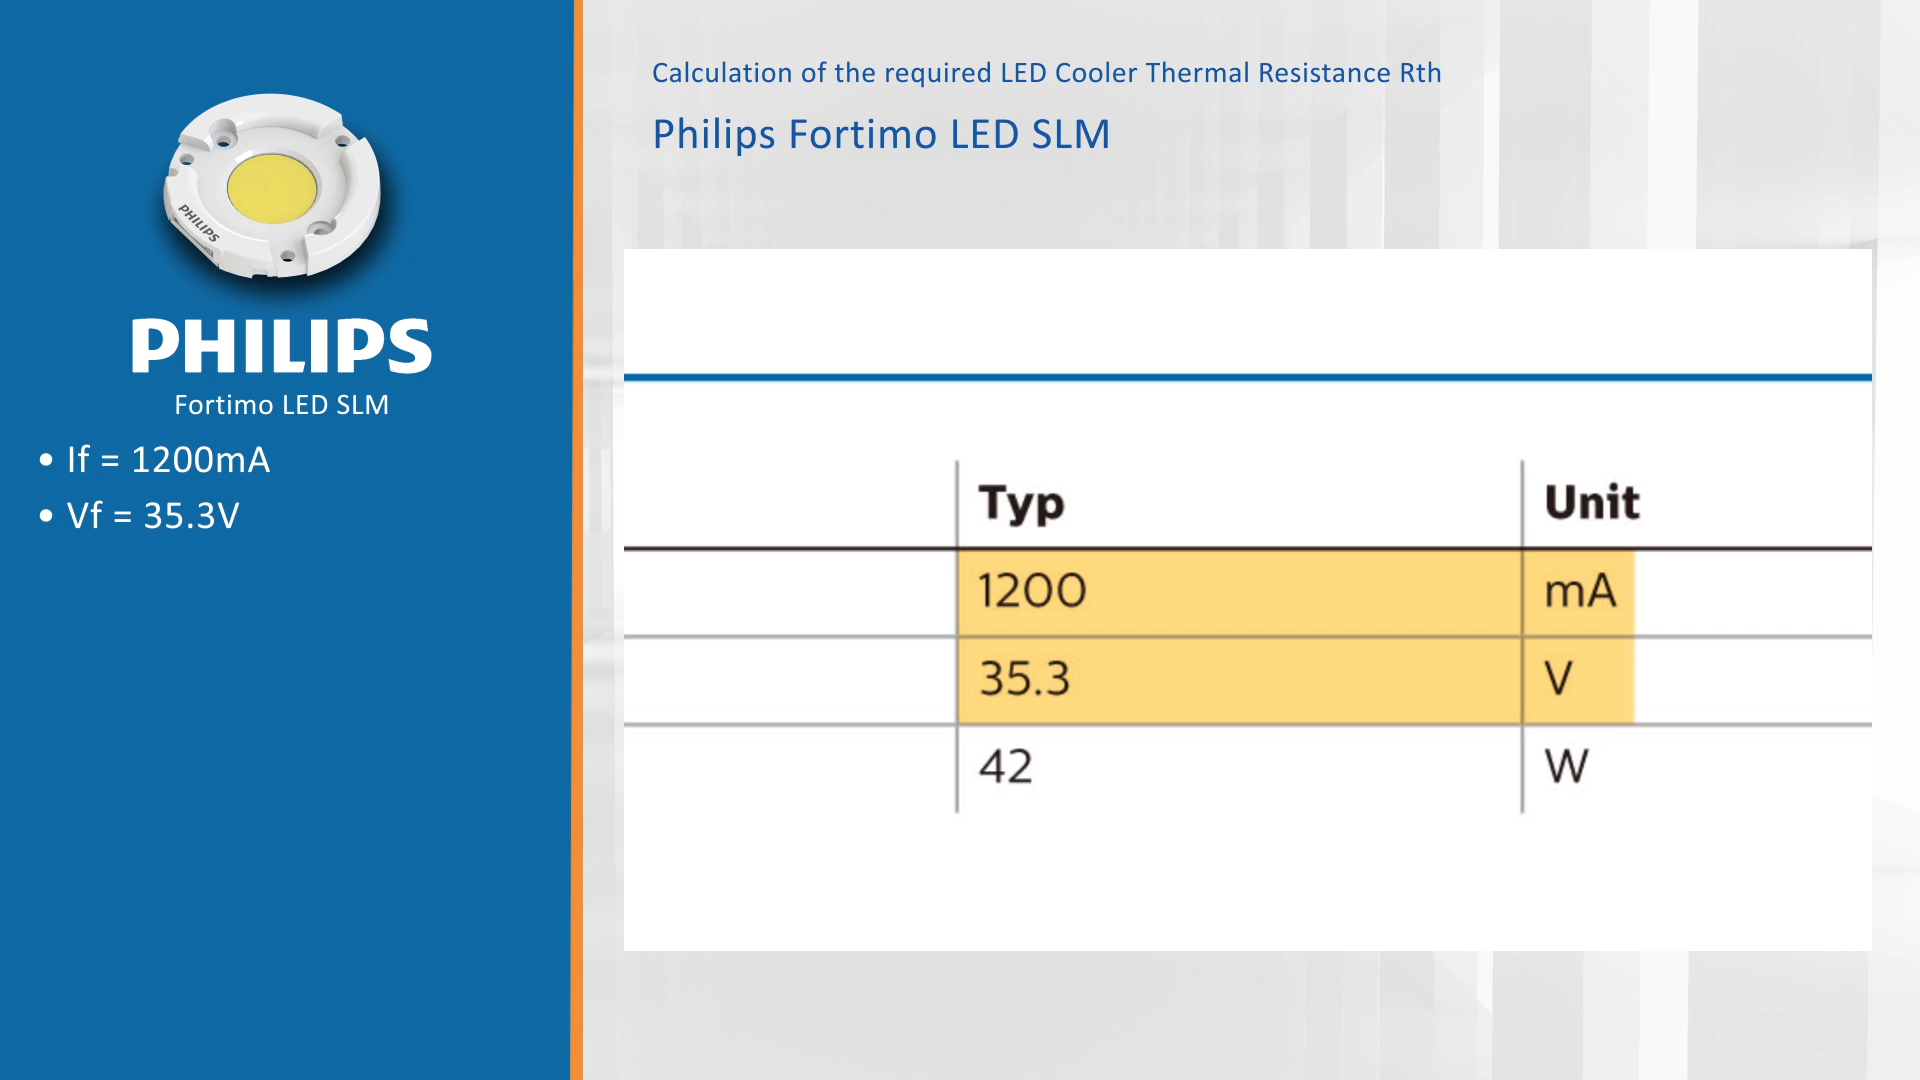 PHILIPS
PHILIPS
Fortimo LED SLM
• If = 1200mA
• Vf = 35.3V
Calculation of the required LED Cooler Thermal Resistance Rth
Philips Fortimo LED SLM
Typ Unit
1200 mA
35.3 V
42 W